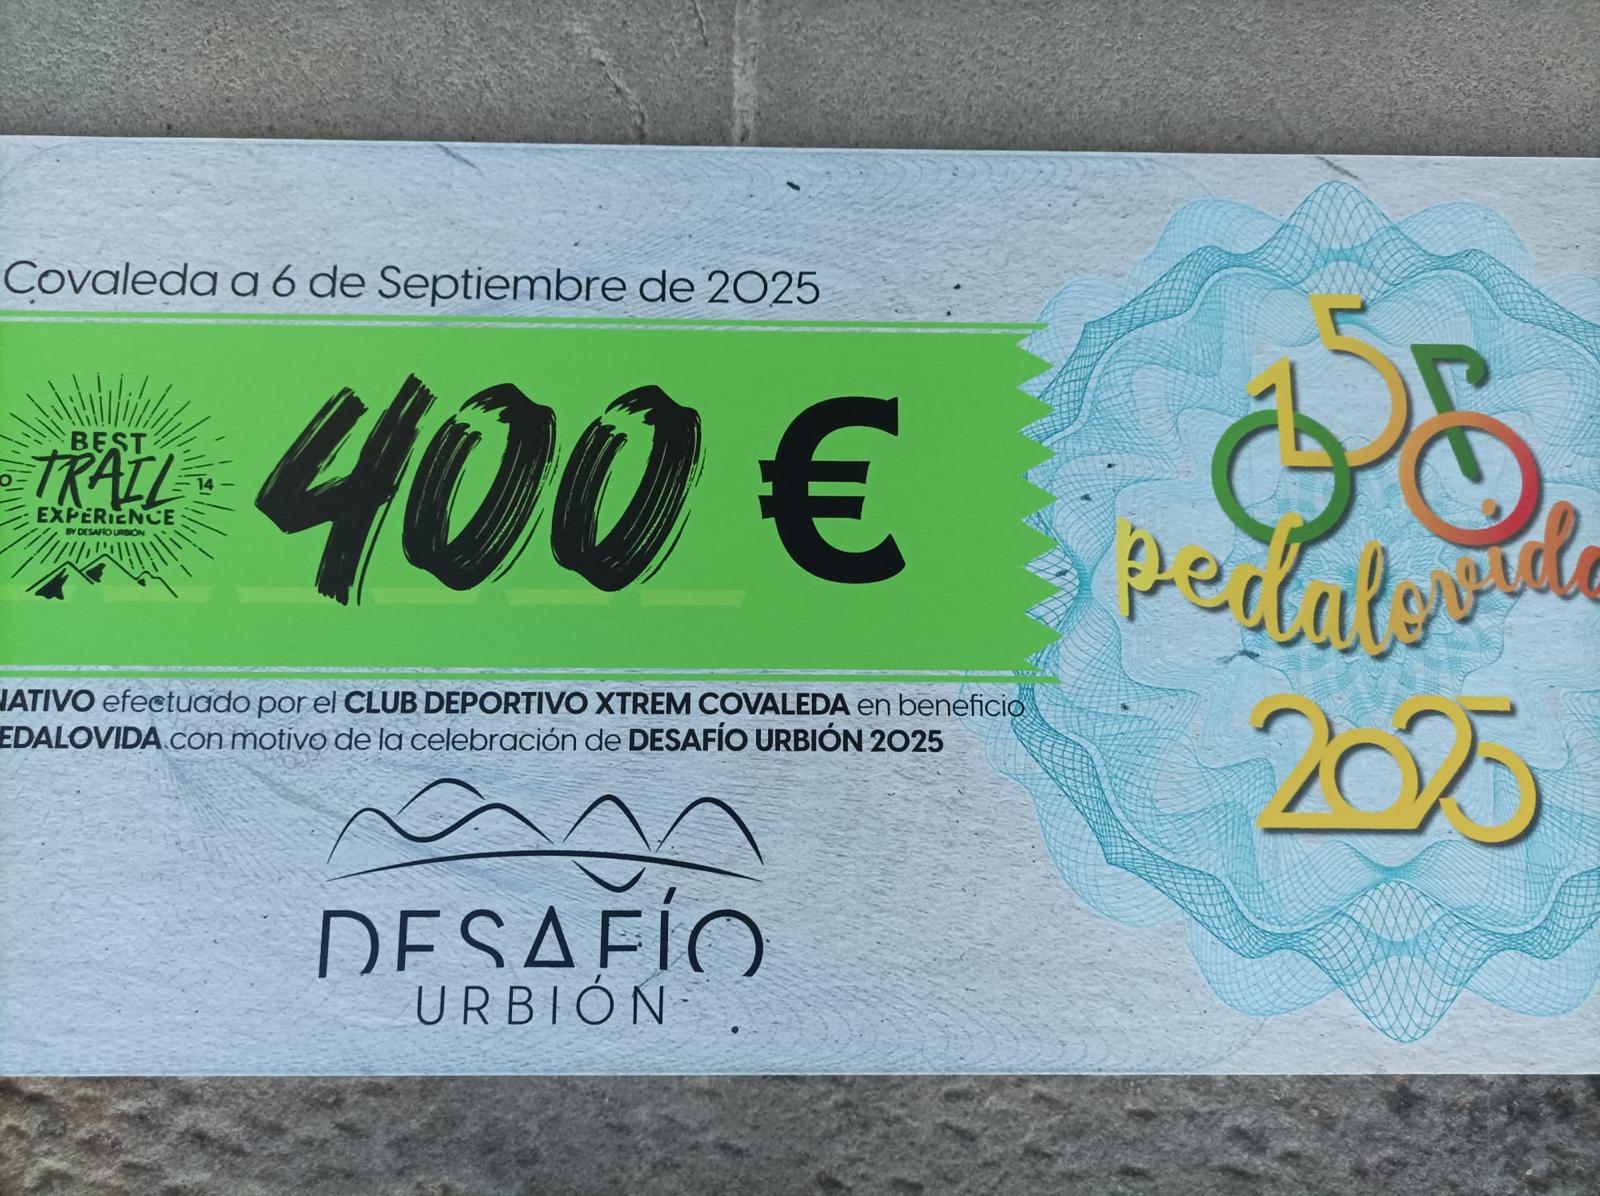 Covaleda a 6 de Septiembre de 2025
BEST
TRAIL
14
EXPERIENCE
BY DESAFÍO URBIÓN
400 €
NATIVO efectuado por el CLUB DEPORTIVO XTREM COVALEDA en beneficio
EDALOVIDA con motivo de la celebración de DESAFÍO URBIÓN 2025
DESAFÍO
URBIÓN
15
pedalovida
2025